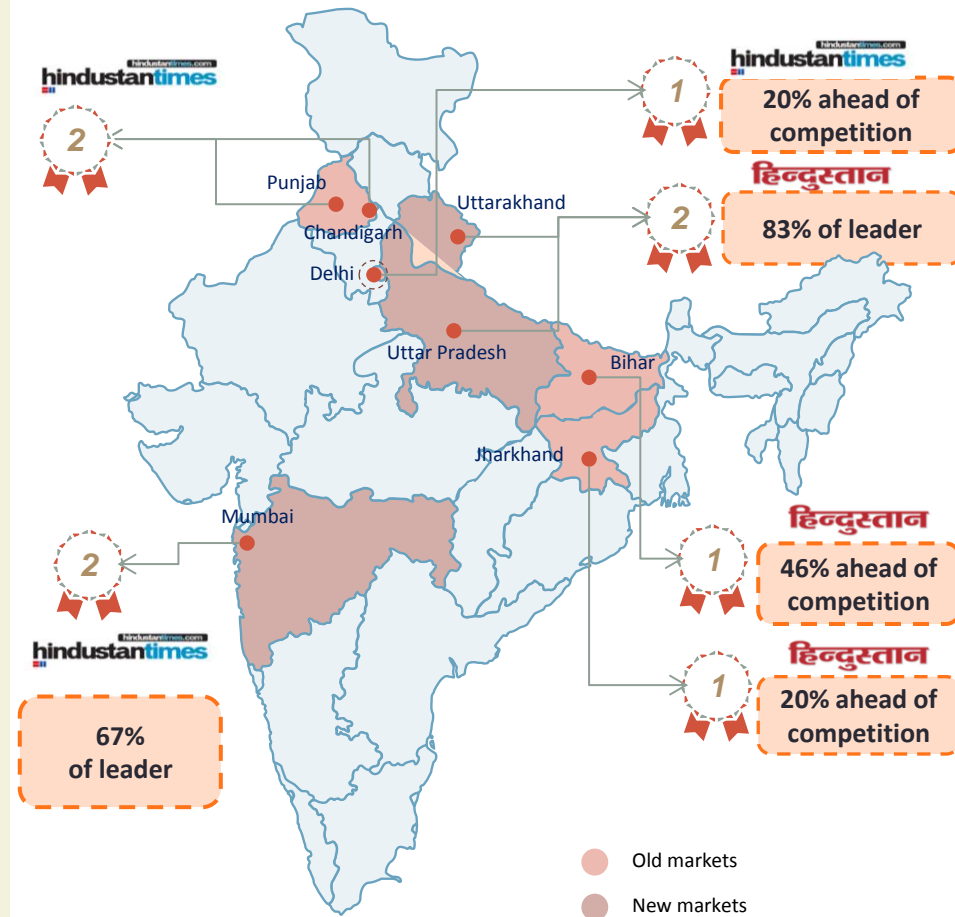 hindustantimes.com
hindustantimes
2
hindustantimes.com
hindustantimes
1
20% ahead of
competition
हिन्दुस्तान
2
83% of leader
Punjab
Chandigarh
Uttarakhand
Delhi
Uttar Pradesh
Bihar
Jharkhand
Mumbai
2
hindustantimes.com
hindustantimes
67%
of leader
हिन्दुस्तान
1
46% ahead of
competition
हिन्दुस्तान
1
20% ahead of
competition
Old markets
New markets